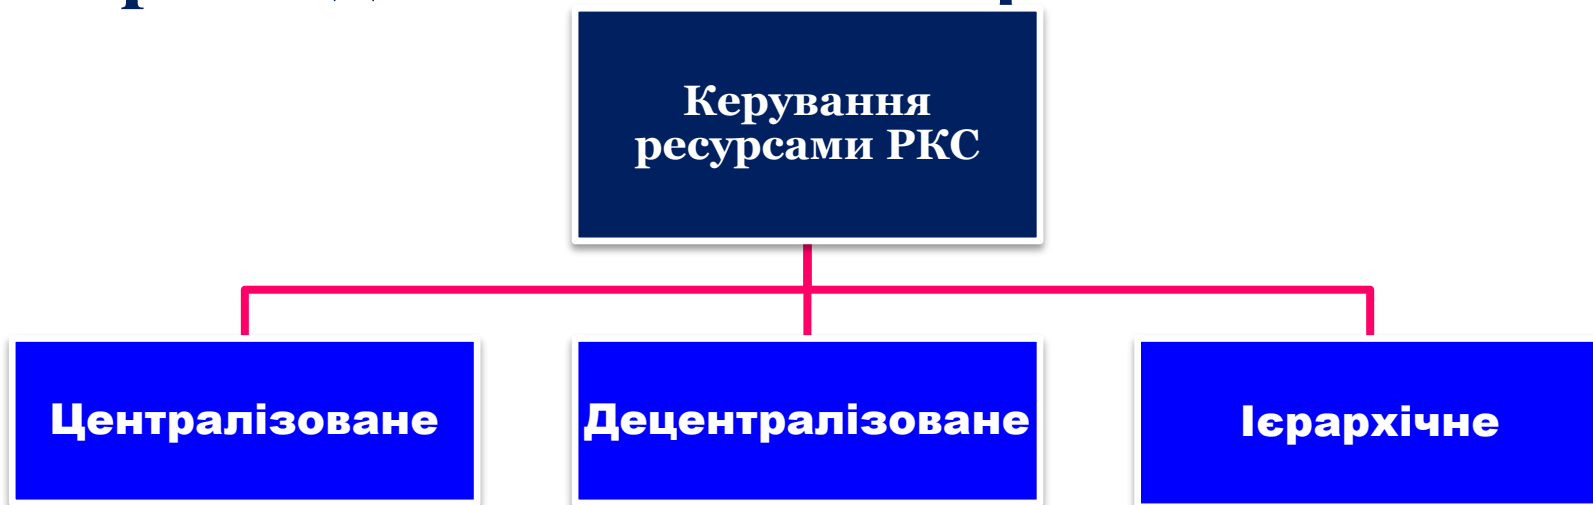 Керування
ресурсами РКС
Централізоване
Децентралізоване
Ієрархічне